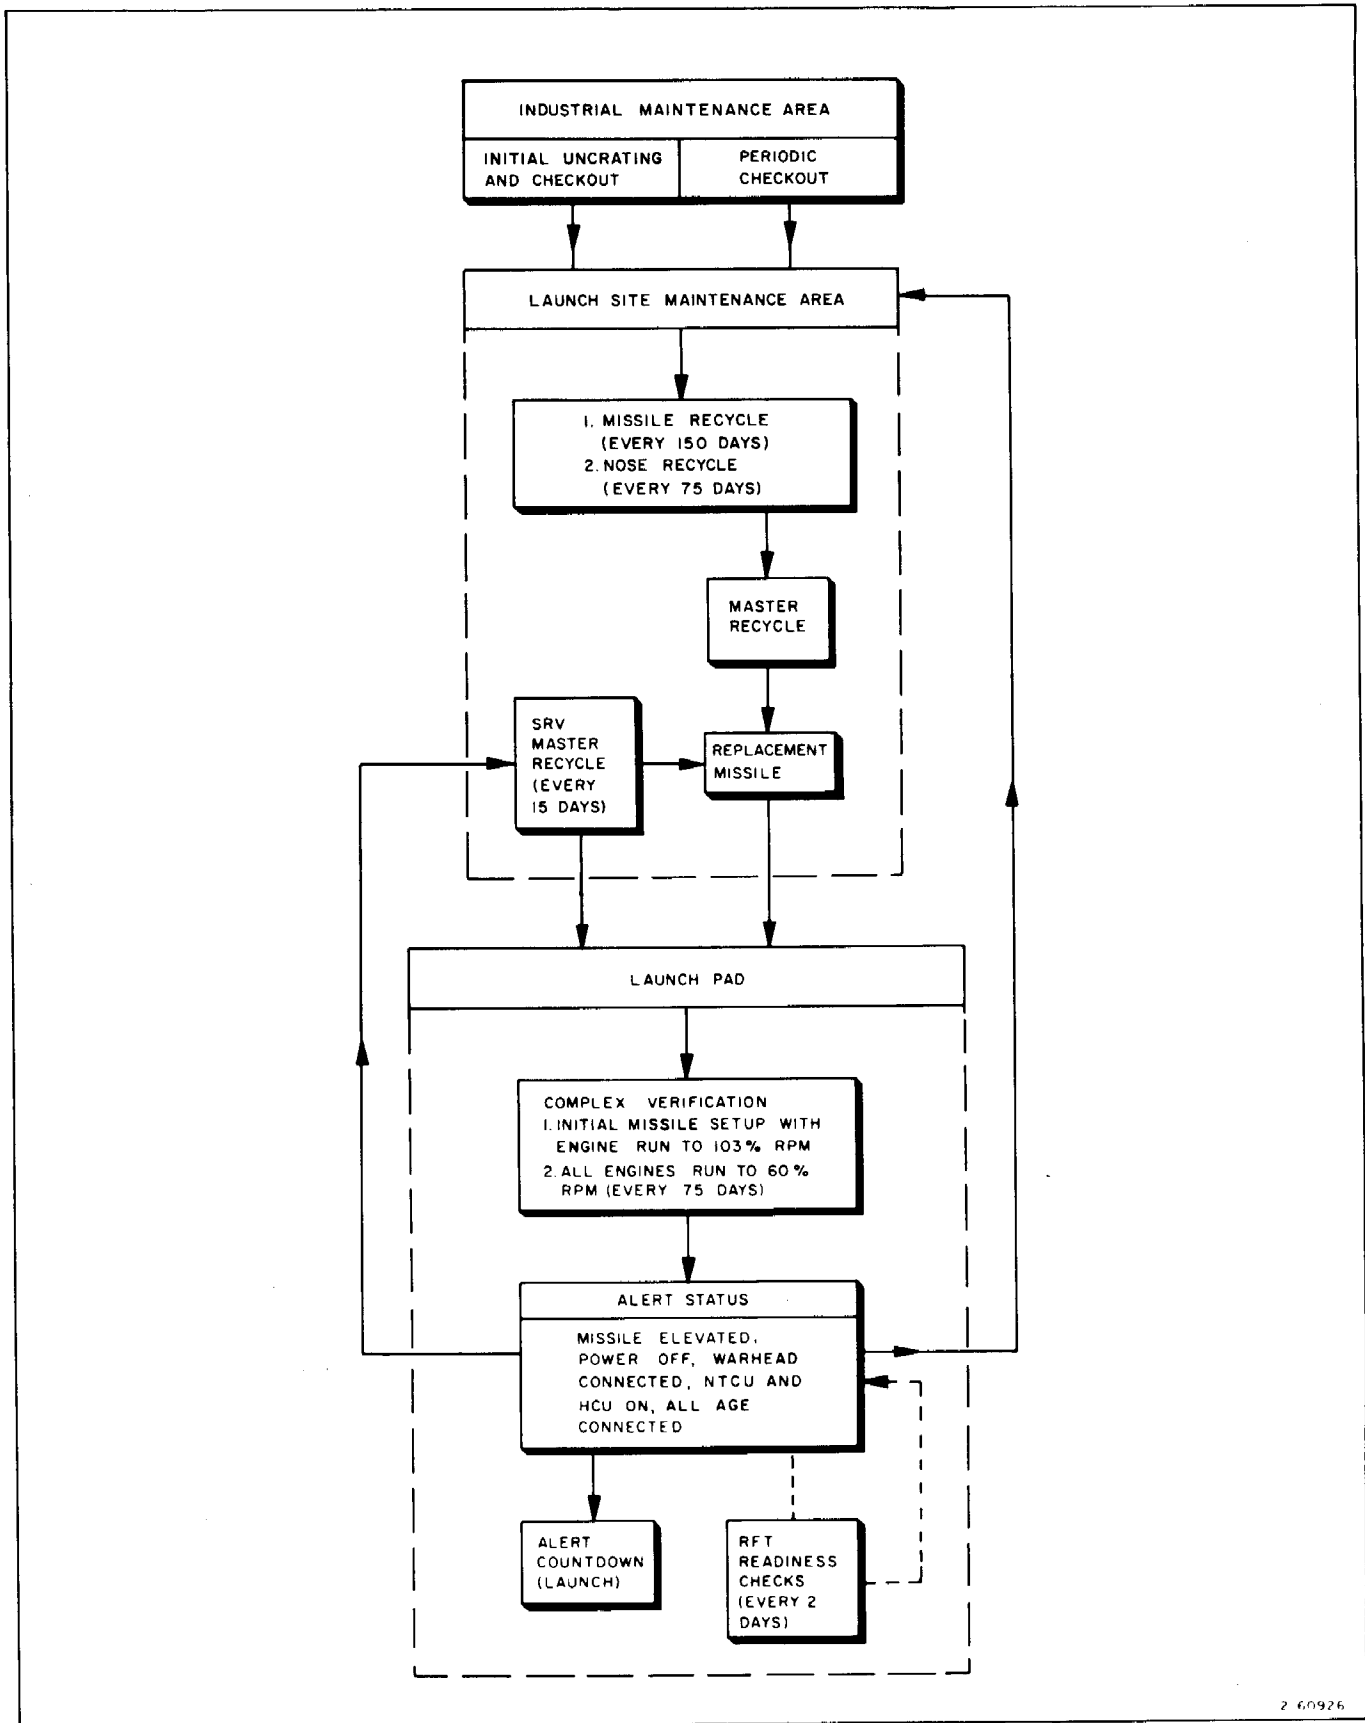 INDUSTRIAL MAINTENANCE AREA
INITIAL UNCRATING
AND CHECKOUT
PERIODIC
CHECKOUT
LAUNCH SITE MAINTENANCE AREA
1. MISSILE RECYCLE
(EVERY 150 DAYS)
2. NOSE RECYCLE
(EVERY 75 DAYS)
MASTER
RECYCLE
SRV
MASTER
RECYCLE
(EVERY
15 DAYS)
REPLACEMENT
MISSILE
LAUNCH PAD
COMPLEX VERIFICATION
1. INITIAL MISSILE SETUP WITH
ENGINE RUN TO 103% RPM
2. ALL ENGINES RUN TO 60%
RPM (EVERY 75 DAYS)
ALERT STATUS
MISSILE ELEVATED,
POWER OFF, WARHEAD
CONNECTED, NTCU AND
HCU ON, ALL AGE
CONNECTED
ALERT
COUNTDOWN
(LAUNCH)
RFT
READINESS
CHECKS
(EVERY 2
DAYS)
2 60926